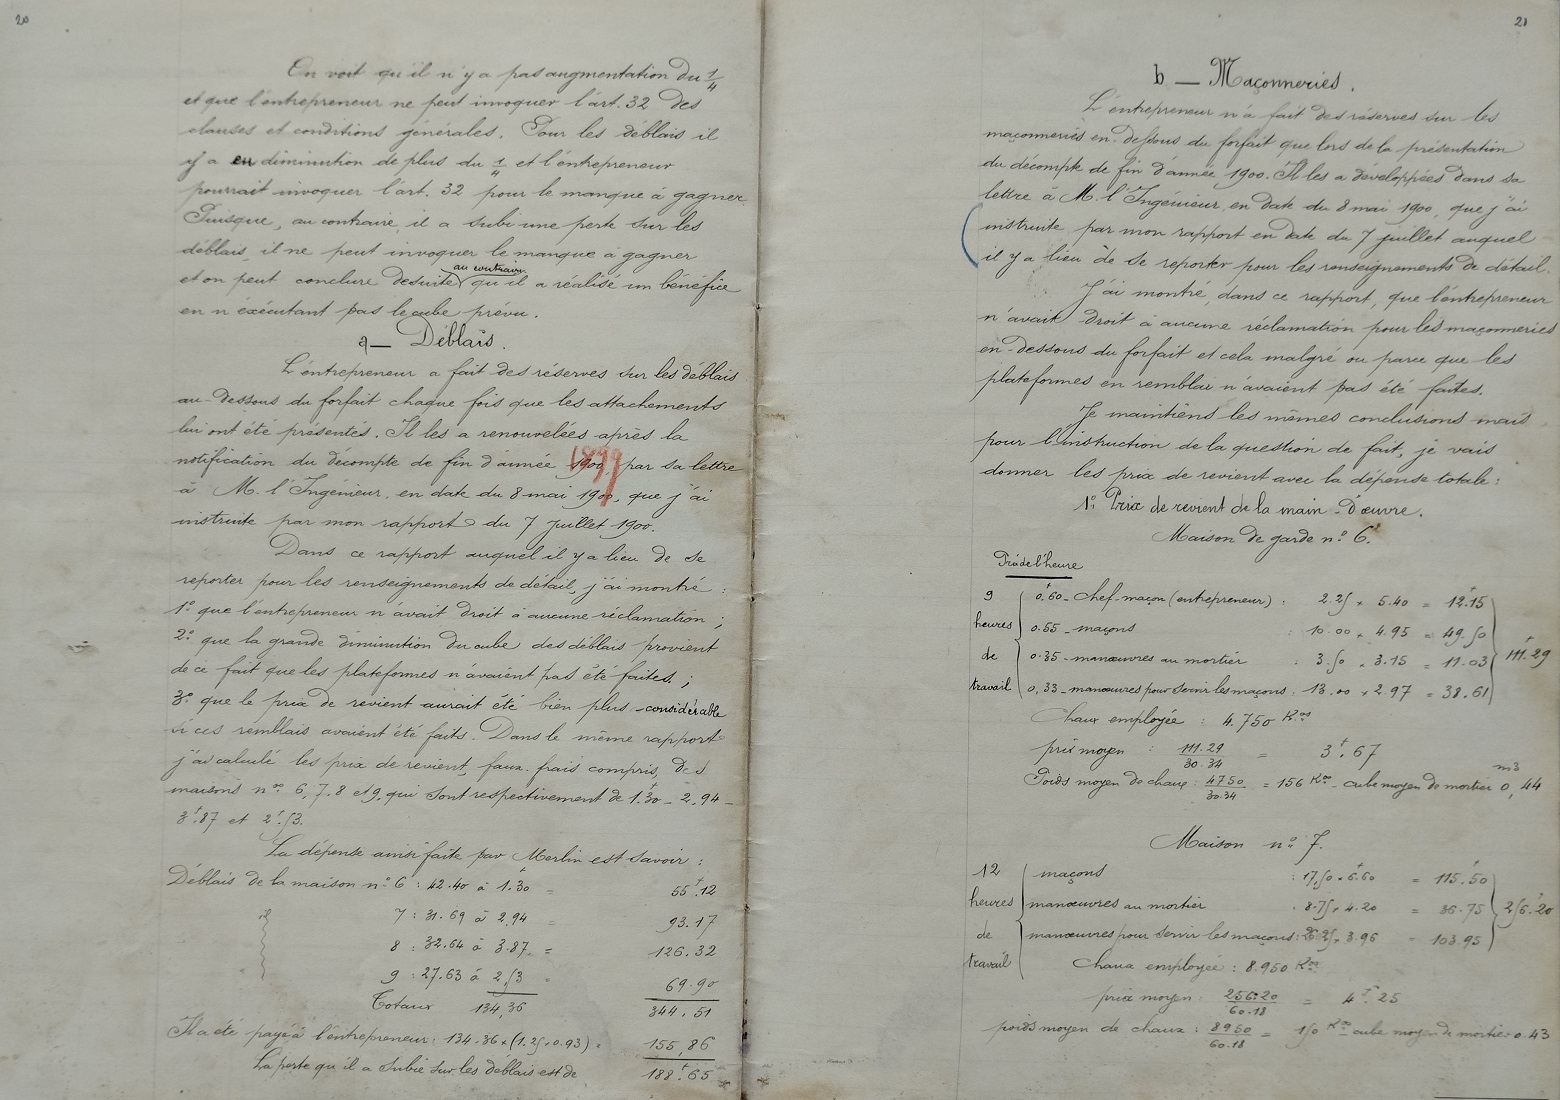 20
On voit qu'il n'y a pas augmentation du 1/4
et que l'entrepreneur ne peut invoquer l'art. 32 des
clauses et conditions générales. Pour les déblais il
y a en diminution de plus du 1/4 et l'entrepreneur
pourrait invoquer l'art. 32 pour le manque à gagner.
Puisque, au contraire, il a subi une perte sur les
déblais, il ne peut invoquer le manque à gagner
au contraire
et on peut conclure desuite qu'il a réalisé un bénéfice
en n'éxécutant pas le cube prévu.
a — Déblais.
L'entrepreneur a fait des réserves sur les déblais
au-dessous du forfait chaque fois que les attachements
lui ont été présentés. Il les a renouvelées après la
notification du décompte de fin d'année 1900 1899 par sa lettre
à M. l'Ingénieur, en date du 8 mai 1900, que j'ai
instruite par mon rapport du 7 juillet 1900.
Dans ce rapport auquel il y a lieu de se
reporter pour les renseignements de détail, j'ai montré :
1° que l'entrepreneur n'avait droit à aucune réclamation ;
2° que la grande diminution du cube des déblais provient
de ce fait que les plateformes n'avaient pas été faites. ;
3° que le prix de revient aurait été bien plus considérable
si ces remblais avaient été faits. Dans le même rapport
j'ai calculé les prix de revient, faux-frais compris, des
maisons nos 6, 7, 8 et 9, qui sont respectivement de 1f.30 - 2.94 -
3f.87 et 2f.53.
La dépense ainsi faite par Merlin est savoir :
Déblais de la maison n° 6 : 42.40 à 1f.30 = 55f.12
id 7 : 31.69 à 2.94 = 93.17
8 : 32.64 à 3.87 = 126.32
9 : 27.63 à 2.53 = 69.90
Totaux 134,36 344.51
Il a été payé à l'entrepreneur : 134.36 x (1.25 - 0.93) = 155,86
La perte qu'il a subie sur les déblais est de 188f.65
21
b — Maçonneries.
L'entrepreneur n'a fait des réserves sur les
maçonneries en-dessous du forfait que lors de la présentation
du décompte de fin d'année 1900. Il les a développées dans sa
lettre à M. l'Ingénieur, en date du 8 mai 1900, que j'ai
instruite par mon rapport en date du 7 juillet auquel
il y a lieu de se reporter pour les renseignements de détail.
J'ai montré, dans ce rapport, que l'entrepreneur
n'avait droit à aucune réclamation pour les maçonneries
en-dessous du forfait et cela malgré ou parce que les
plateformes en remblai n'avaient pas été faites.
Je maintiens les mêmes conclusions mais
pour l'instruction de la question de fait, je vais
donner les prix de revient avec la dépense totale :
1° Prix de revient de la main-d'œuvre.
Maison de garde n° 6.
Prix de l'heure
9 0f.60 - chef-maçon (entrepreneur) : 2.25 x 5.40 = 12f.15
heures 0.55 - maçons : 10.00 x 4.95 = 49.50
de 0.35 - manœuvres au mortier : 3.50 x 3.15 = 11.03 111f.29
travail 0,33 - manœuvres pour servir les maçons : 13.00 x 2.97 = 38.61
Chaux employée : 4.750 Kos
prix moyen : 111.29/30.34 = 3f.67
Poids moyen de chaux : 4750/30.34 = 156 Kos - cube moyen de mortier 0m3,44
Maison n° 7.
12 maçons : 17,50 x 6f.60 = 115f.50
heures manœuvres au mortier : 8.75 x 4.20 = 36.75 256f.20
de manœuvres pour servir les maçons : 26.25 x 3.96 = 103.95
travail
Chaux employée : 8.950 Kos
prix moyen : 256.20/60.18 = 4f.25
poids moyen de chaux : 8950/60.18 = 150 Kos - cube moyen de mortier 0.43